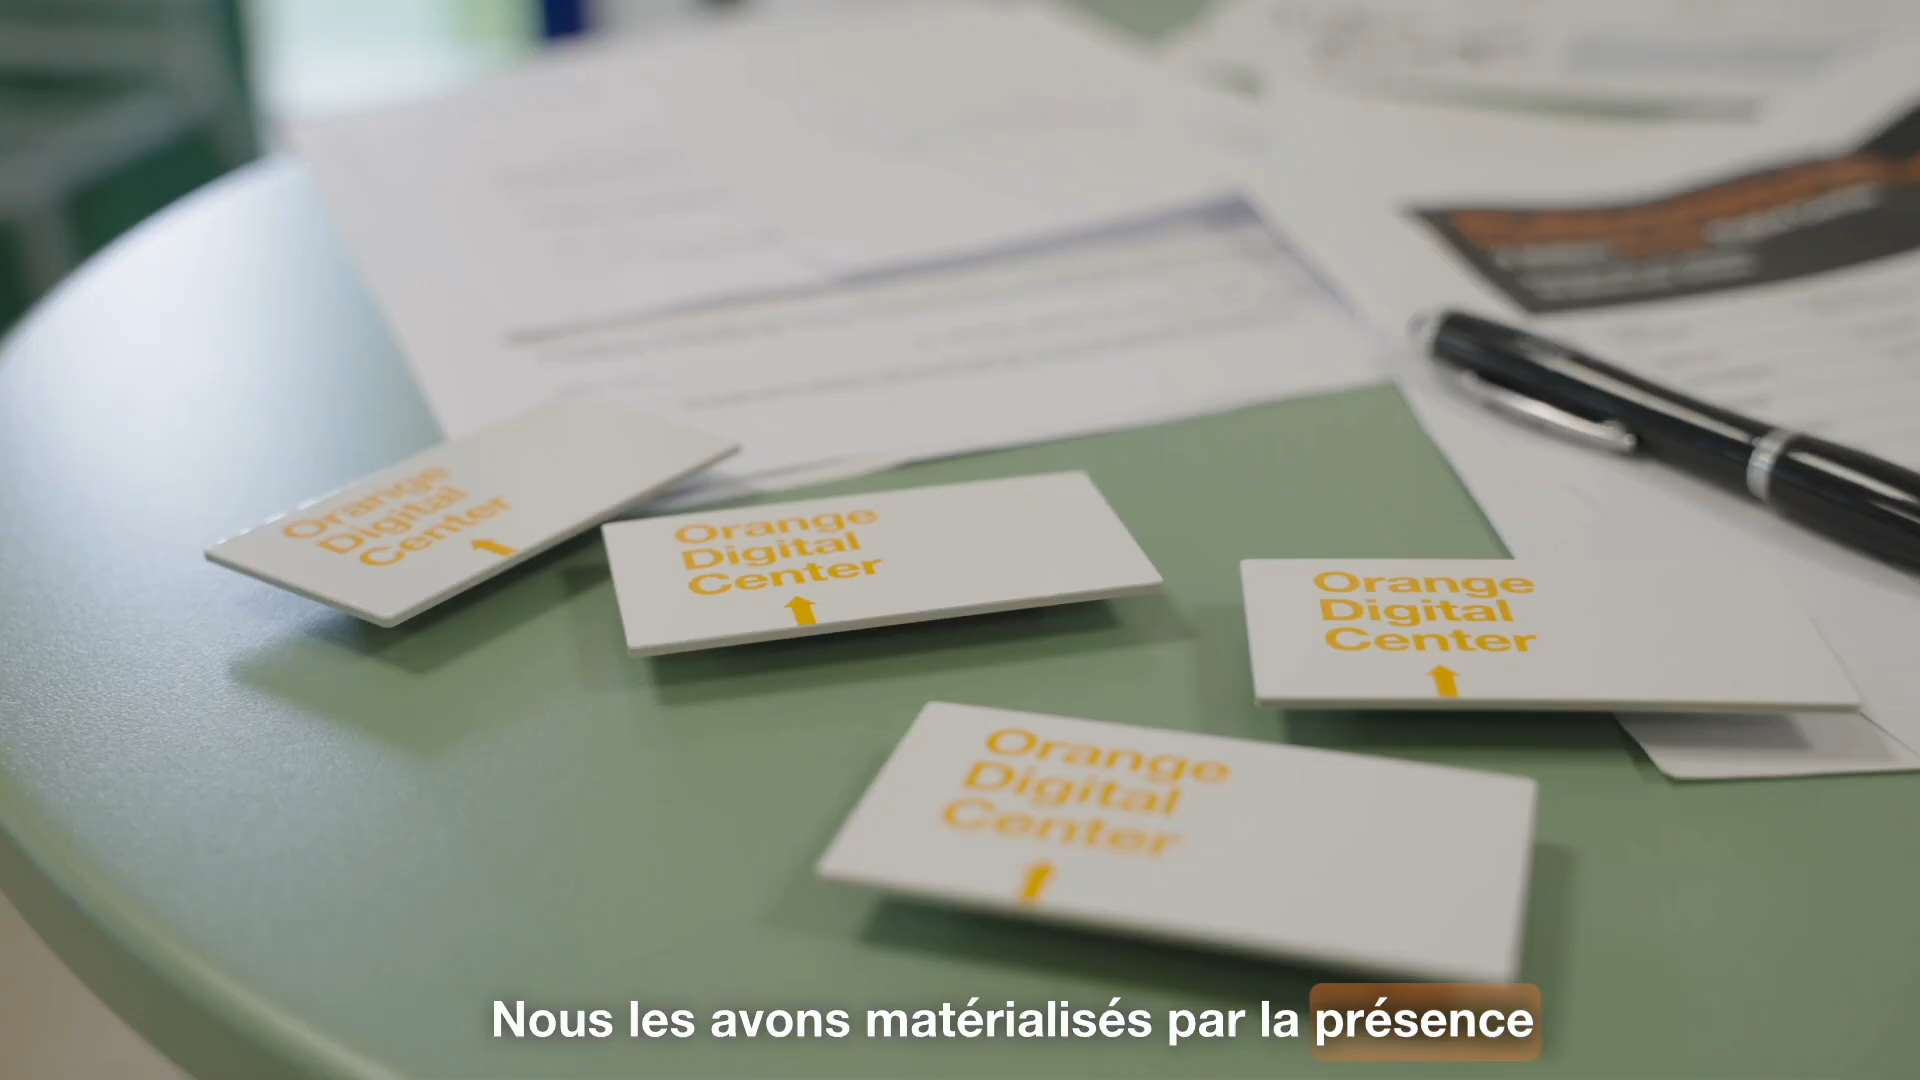 Orange
Digital
Center
Orange
Digital
Center
Orange
Digital
Center
Orange
Digital
Center
Nous les avons matérialisés par la présence